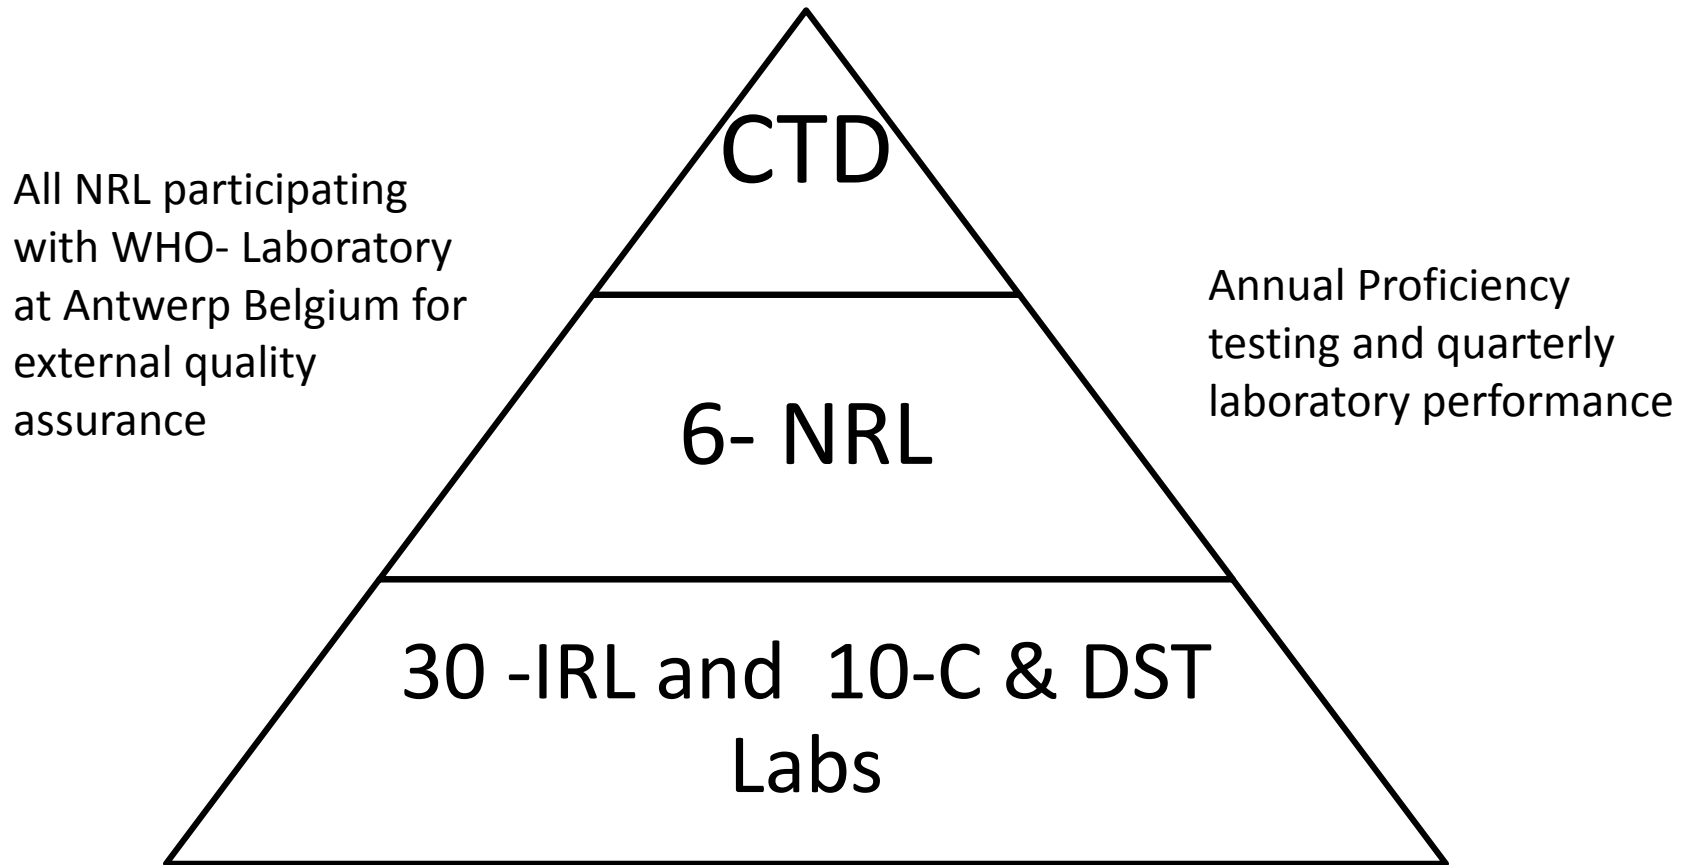 CTD
All NRL participating
with WHO- Laboratory
at Antwerp Belgium for
external quality
assurance
Annual Proficiency
testing and quarterly
laboratory performance
6- NRL
30 -IRL and  10-C & DST
Labs